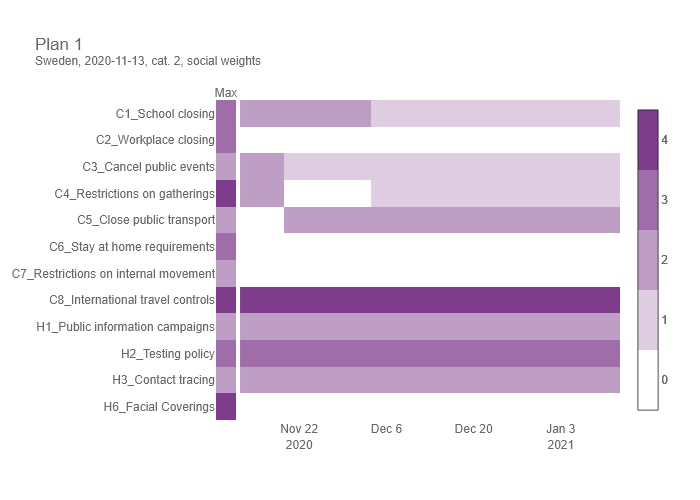 Plan 1
Sweden, 2020-11-13, cat. 2, social weights
Max
C1_School closing
C2_Workplace closing
C3_Cancel public events
C4_Restrictions on gatherings
C5_Close public transport
C6_Stay at home requirements
C7_Restrictions on internal movement
C8_International travel controls
H1_Public information campaigns
H2_Testing policy
H3_Contact tracing
H6_Facial Coverings
4
3
2
1
0
Nov 22 Dec 6 Dec 20 Jan 3
2020 2021